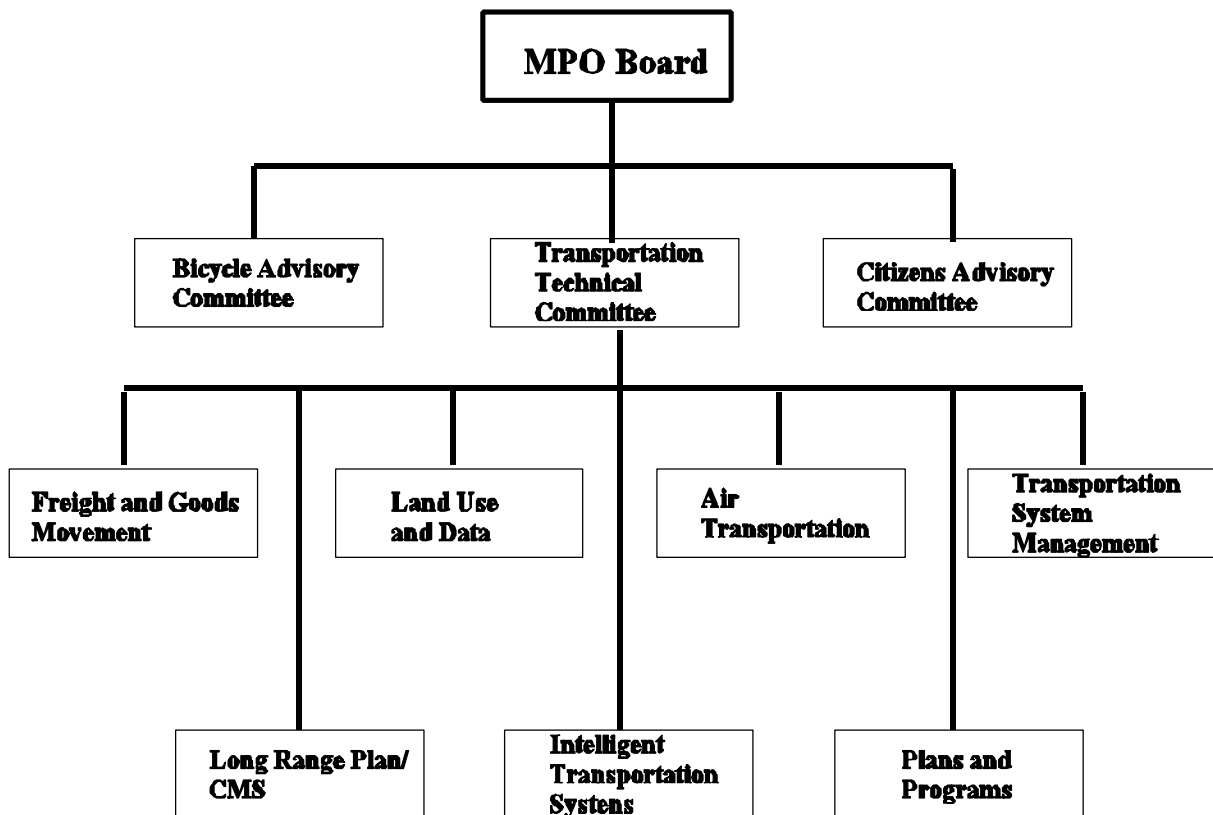 MPO Board
Bicycle Advisory
Committee
Transportation
Technical
Committee
Citizens Advisory
Committee
Freight and Goods
Movement
Land Use
and Data
Air
Transportation
Transportation
System
Management
Long Range Plan/
CMS
Intelligent
Transportation
Systens
Plans and
Programs